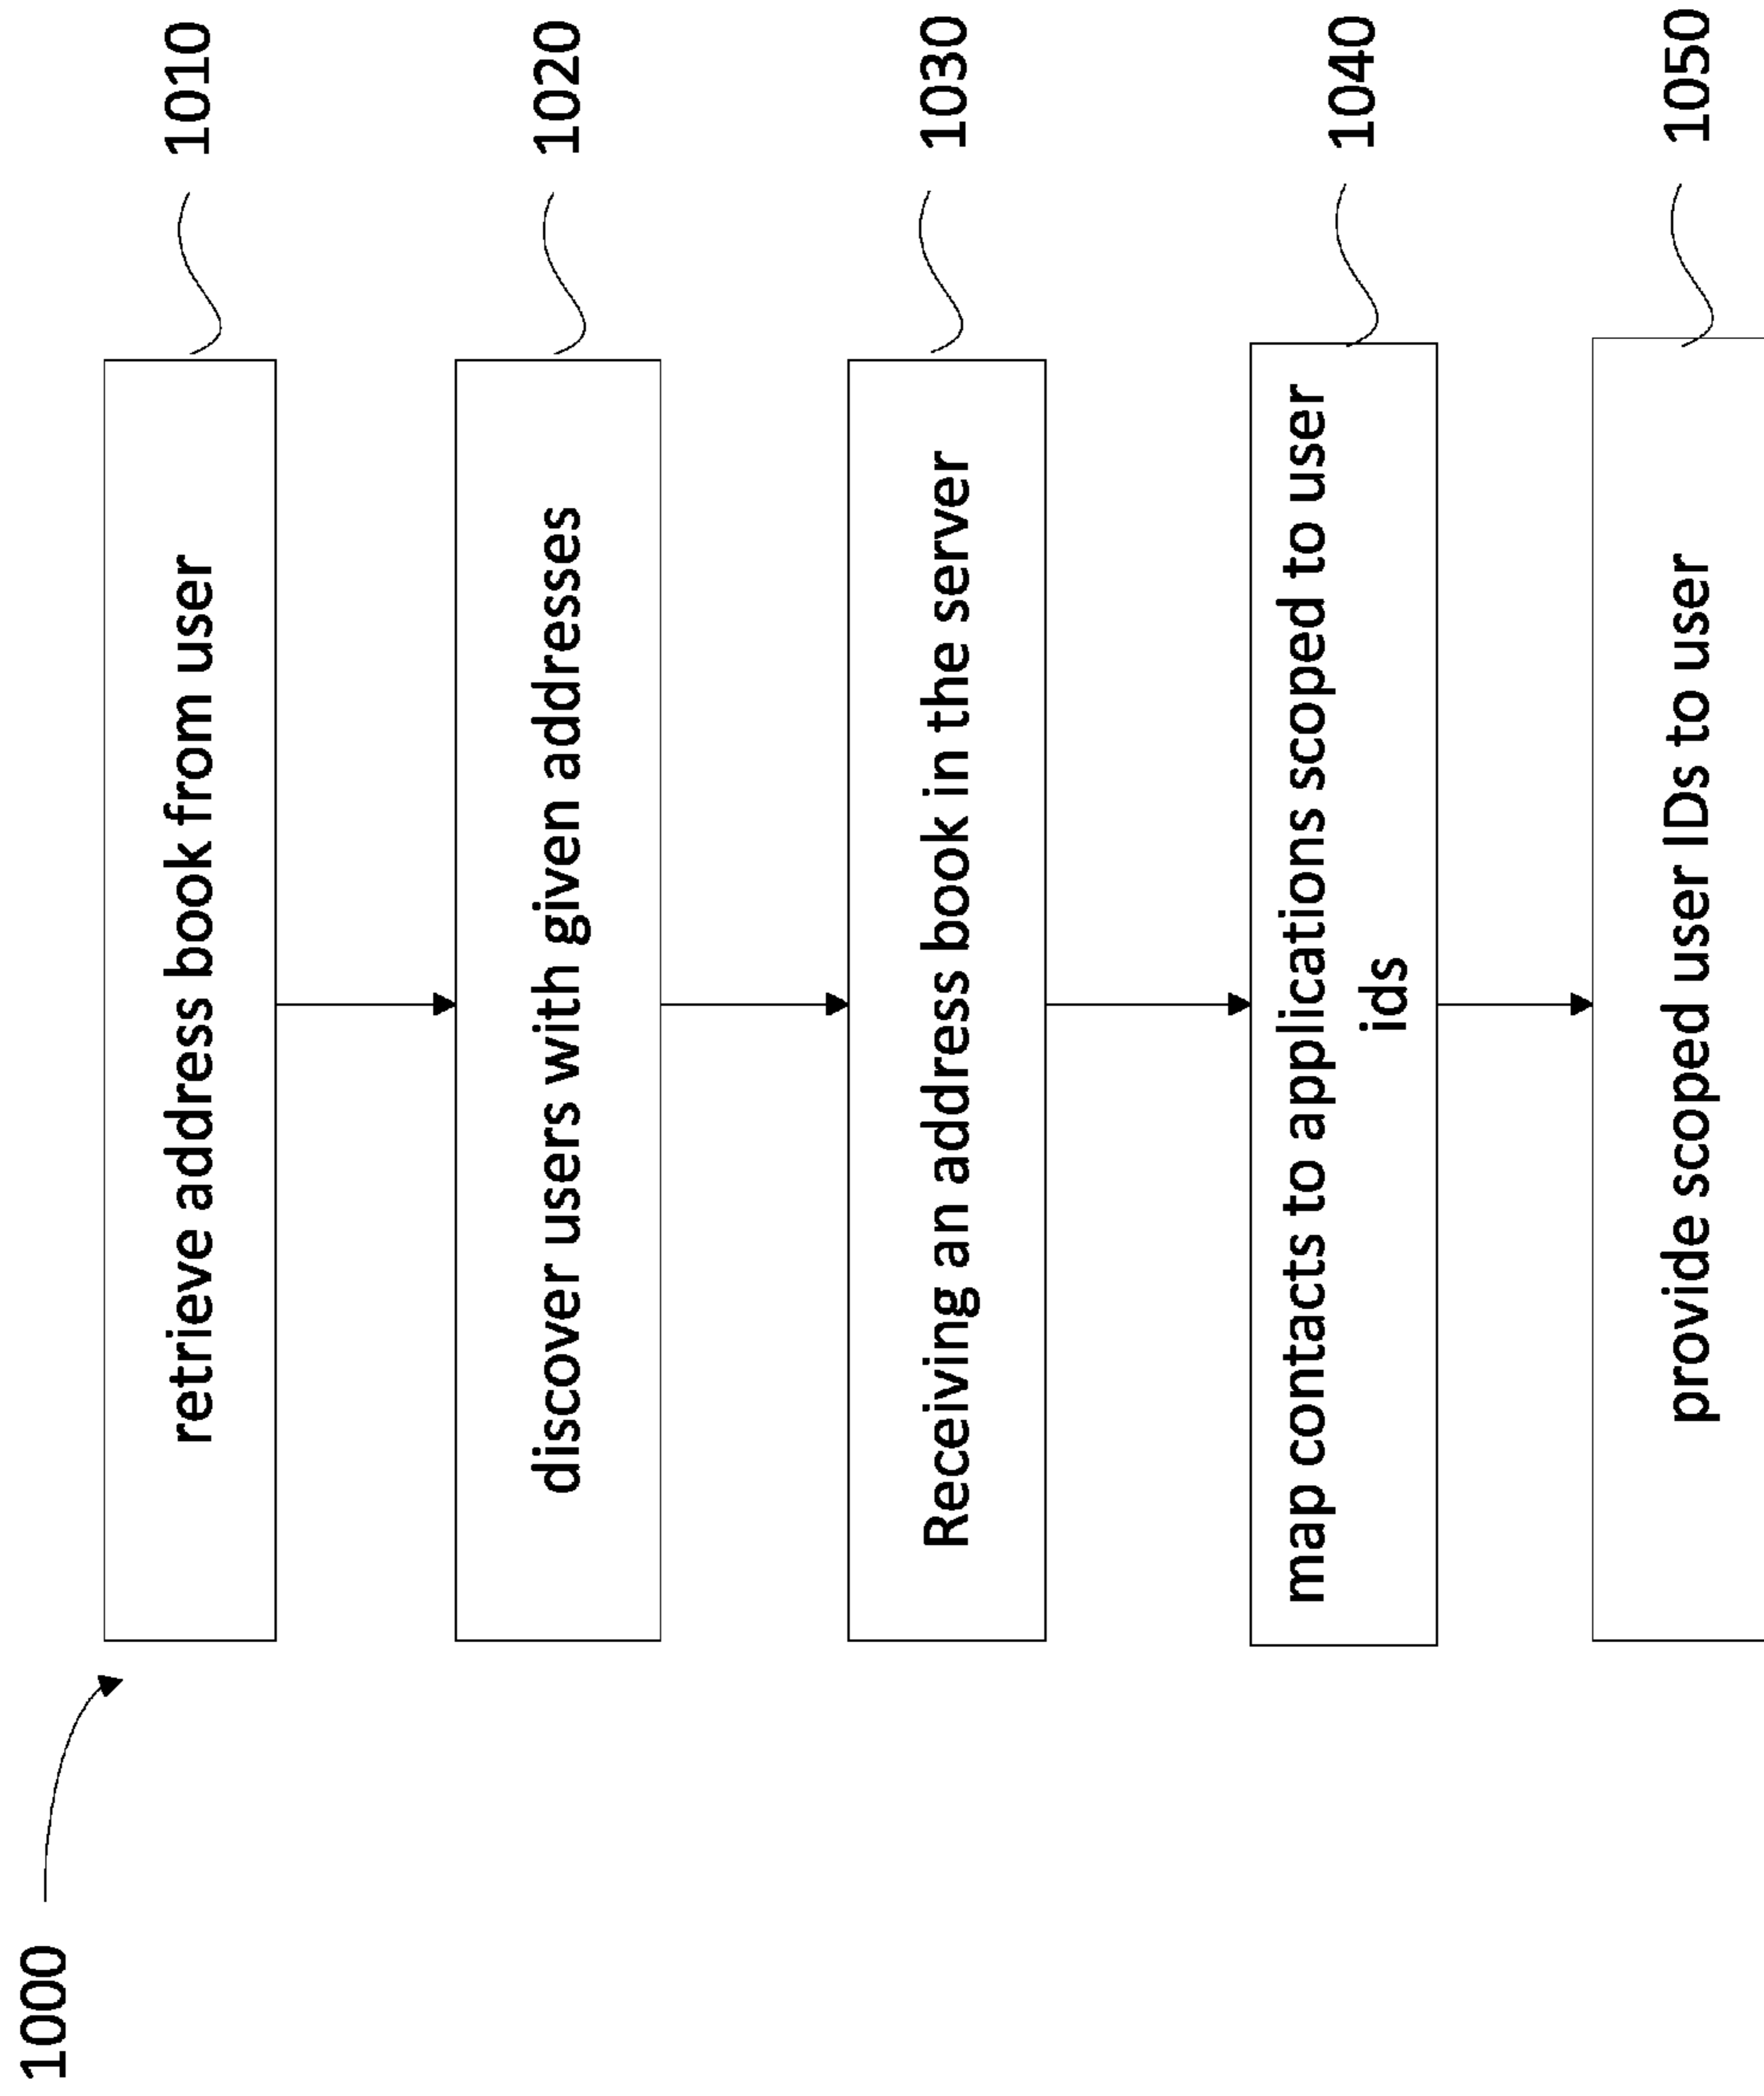 1000
retrieve address book from user
1010
discover users with given addresses
1020
Receiving an address book in the server
1030
map contacts to applications scoped to user
ids
1040
provide scoped user IDs to user
1050